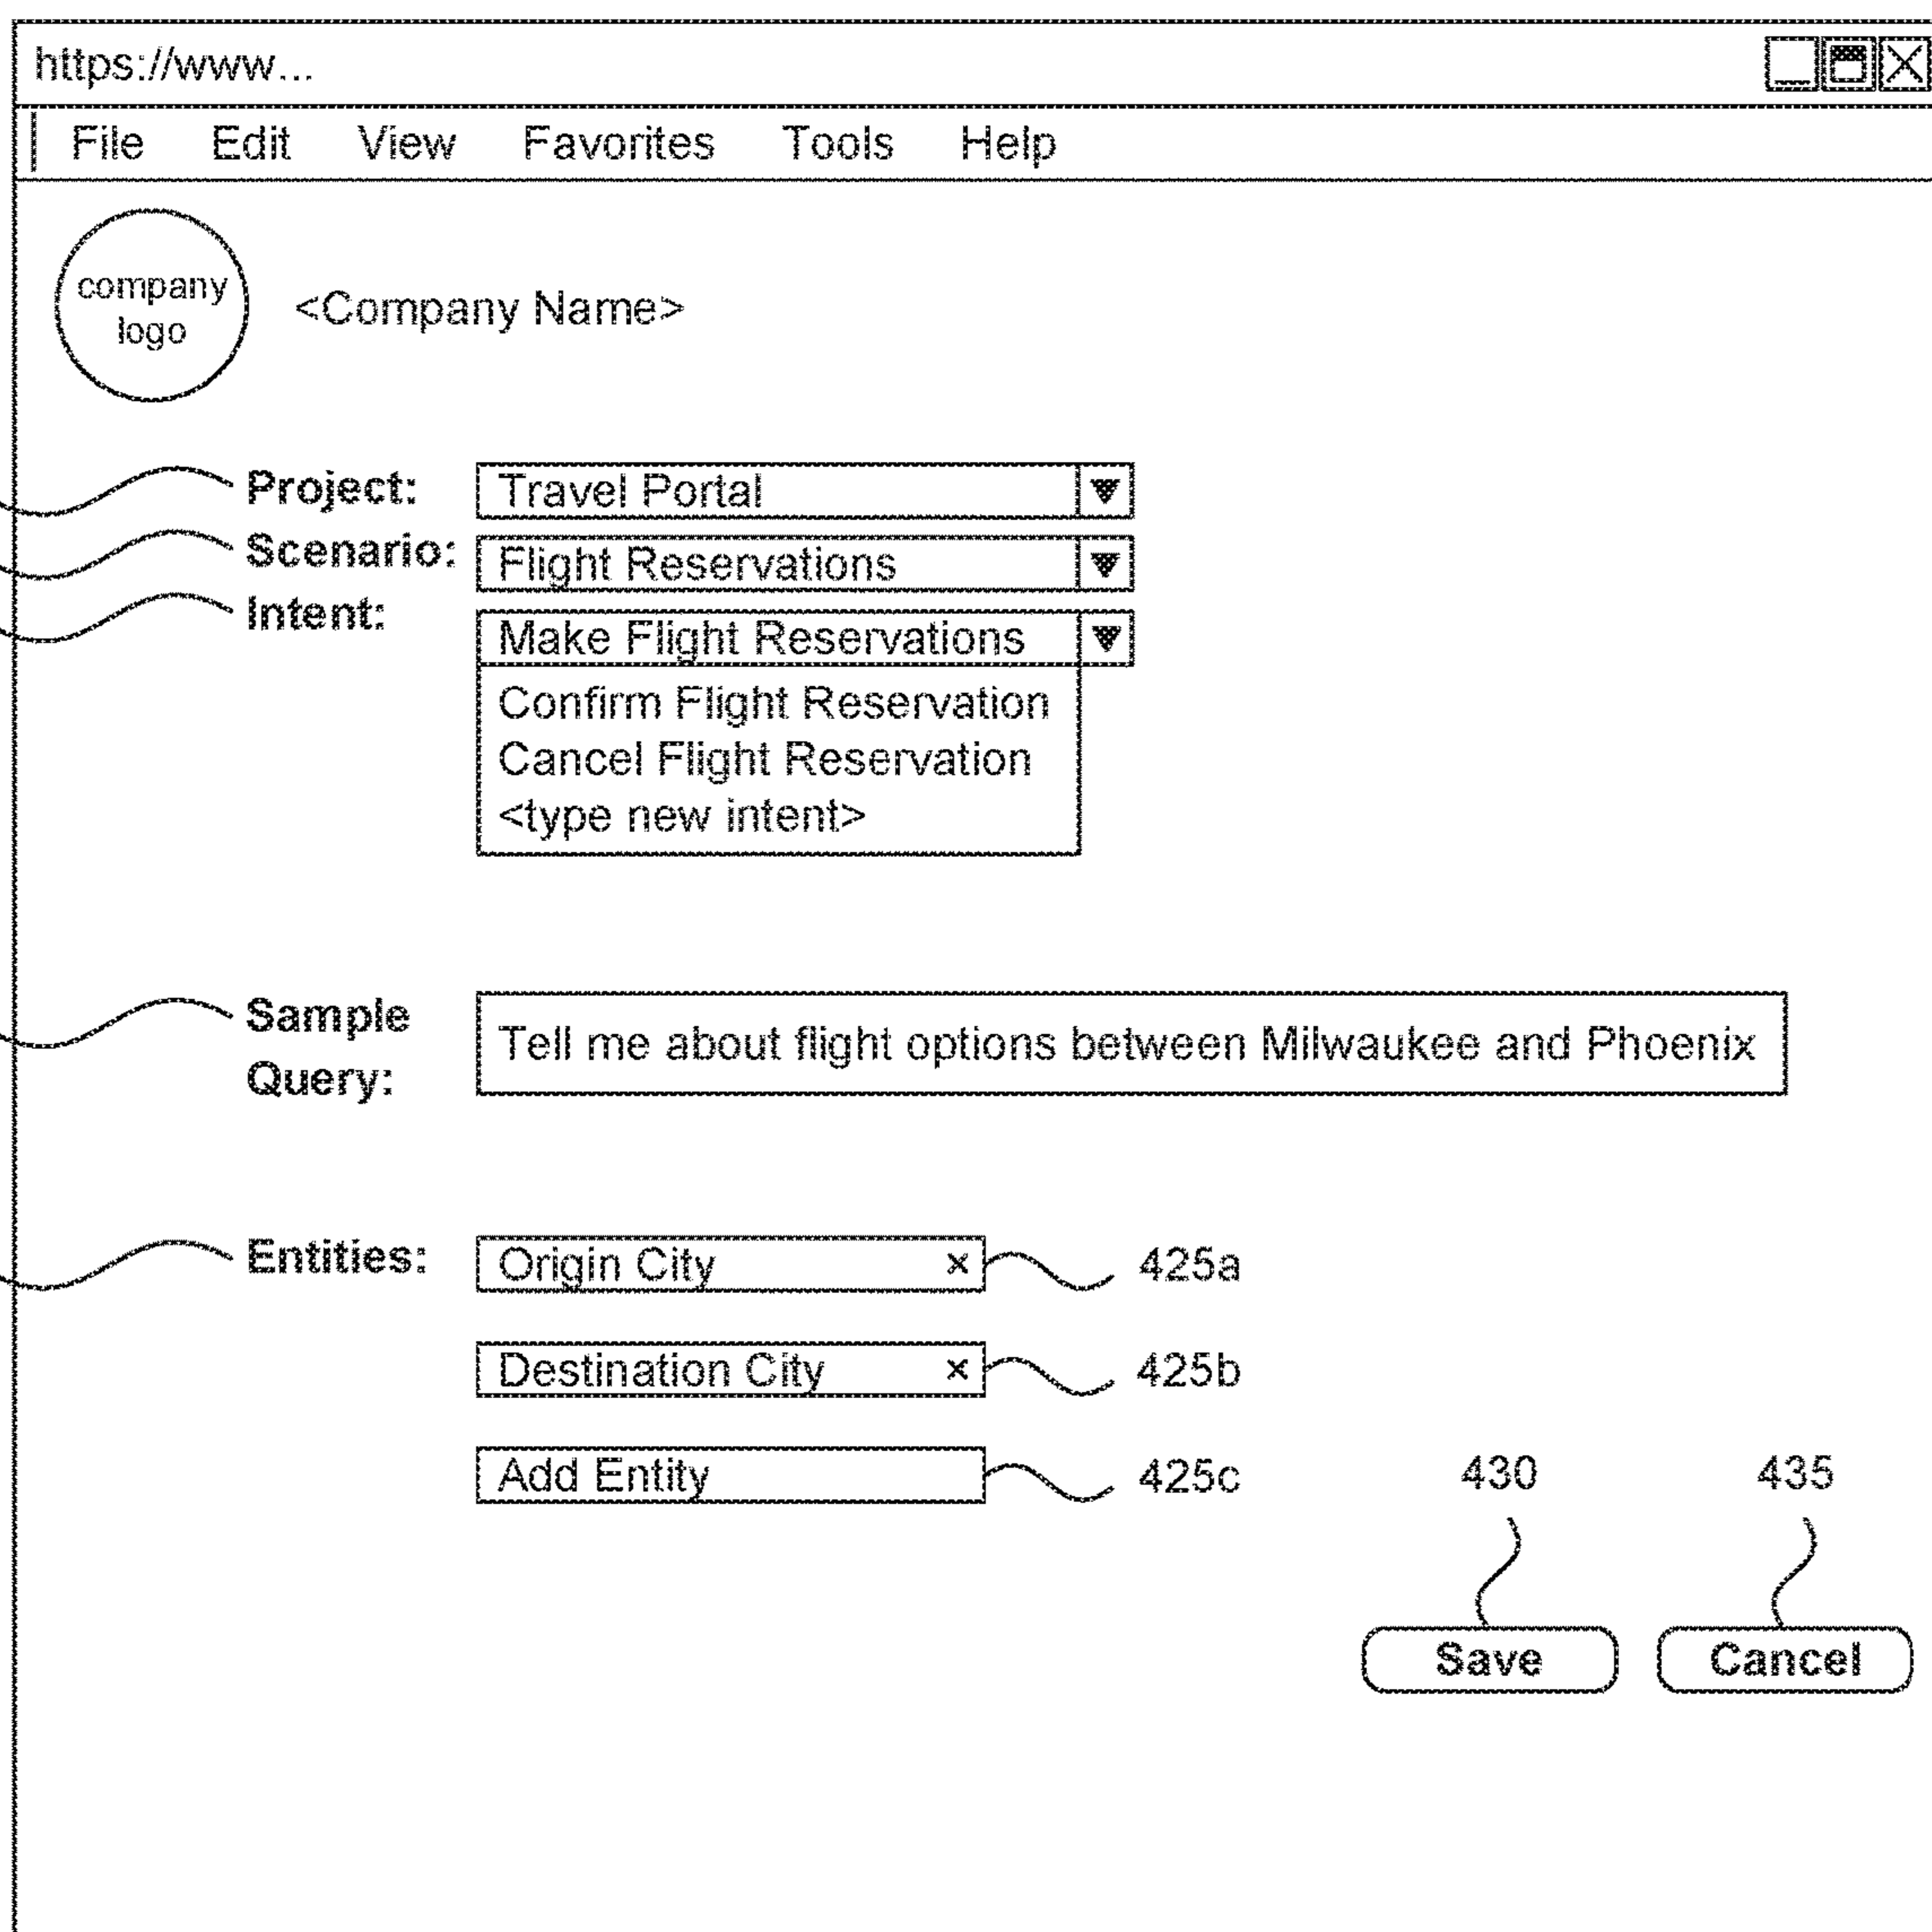 https://www...
File Edit View Favorites Tools Help
company
logo
<Company Name>
Project: Travel Portal
Scenario: Flight Reservations
Intent: Make Flight Reservations
Confirm Flight Reservation
Cancel Flight Reservation
<type new intent>
Sample
Query:
Tell me about flight options between Milwaukee and Phoenix
Entities: Origin City × 425a
Destination City × 425b
Add Entity 425c
430 435
Save Cancel